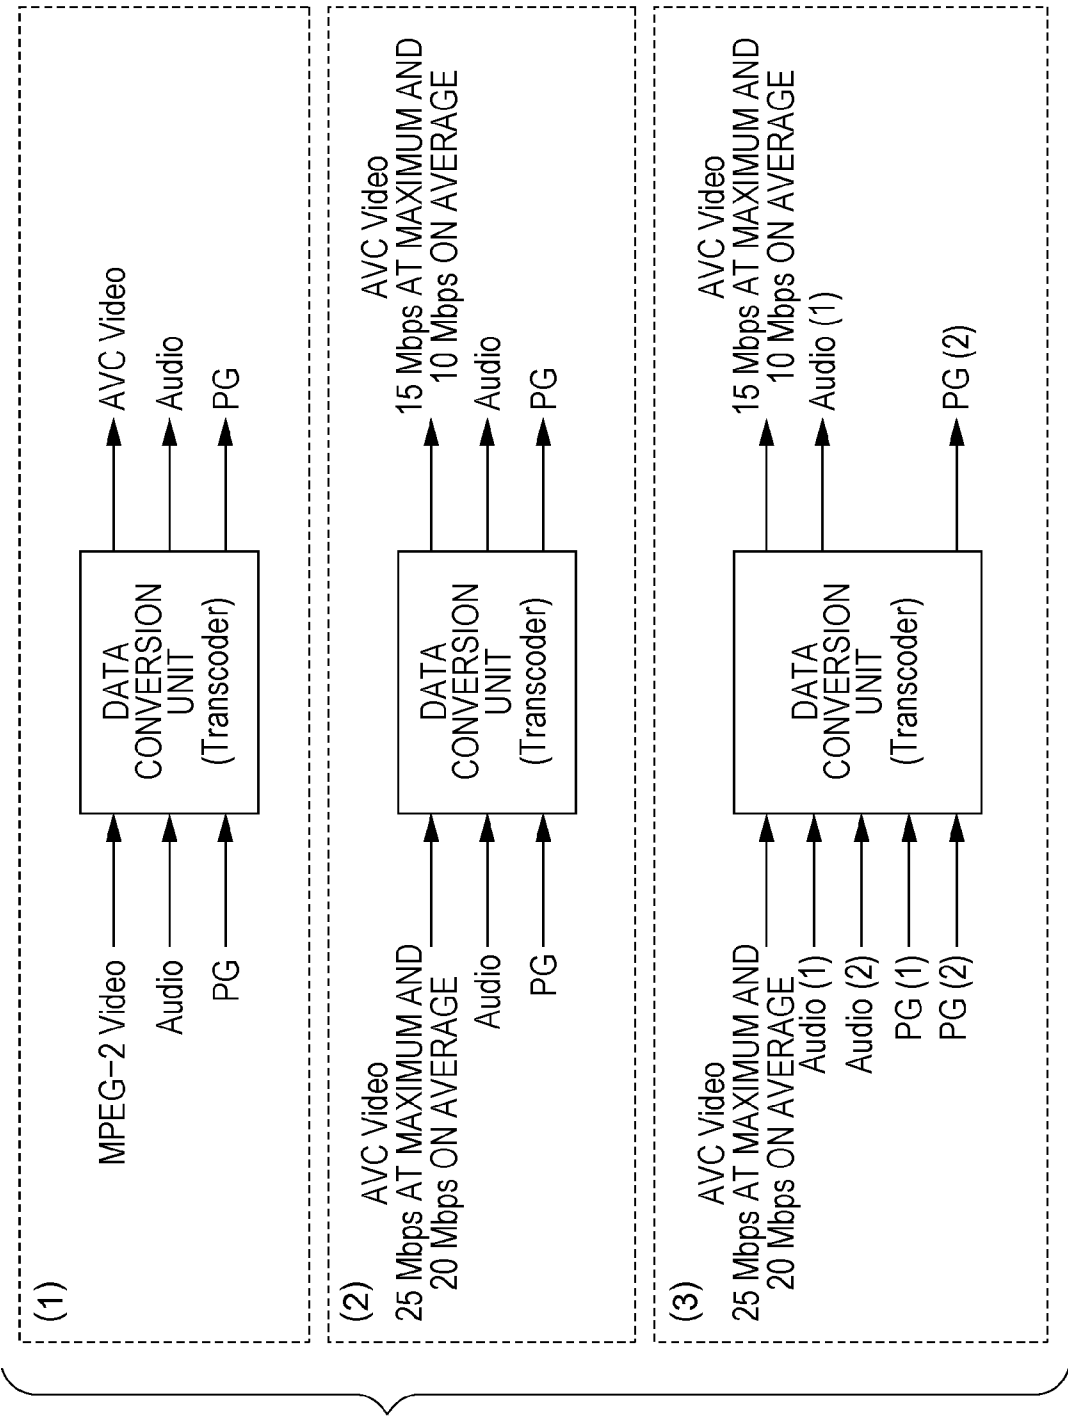 (1)
MPEG-2 Video
Audio
PG
DATA
CONVERSION
UNIT
(Transcoder)
AVC Video
Audio
PG
(2)
AVC Video
25 Mbps AT MAXIMUM AND
20 Mbps ON AVERAGE
Audio
PG
DATA
CONVERSION
UNIT
(Transcoder)
AVC Video
15 Mbps AT MAXIMUM AND
10 Mbps ON AVERAGE
Audio
PG
(3)
AVC Video
25 Mbps AT MAXIMUM AND
20 Mbps ON AVERAGE
Audio (1)
Audio (2)
PG (1)
PG (2)
DATA
CONVERSION
UNIT
(Transcoder)
AVC Video
15 Mbps AT MAXIMUM AND
10 Mbps ON AVERAGE
Audio (1)
PG (2)